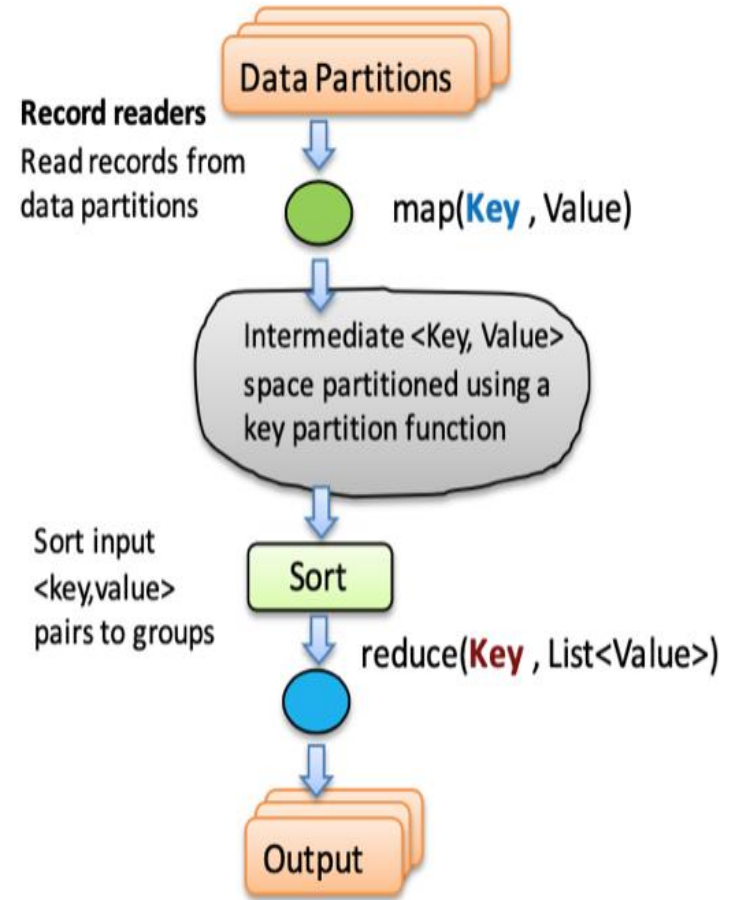 Data Partitions
Record readers
Read records from
data partitions
map(Key , Value)
Intermediate <Key, Value>
space partitioned using a
key partition function
Sort input
<key,value>
pairs to groups
Sort
reduce(Key , List<Value>)
Output